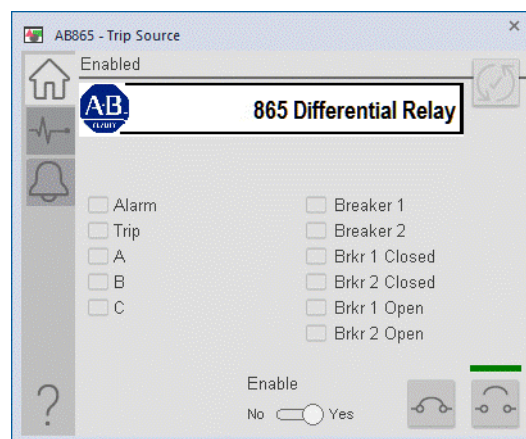 AB865 - Trip Source
Enabled
A·B
865 Differential Relay
Alarm
Trip
A
B
C
Breaker 1
Breaker 2
Brkr 1 Closed
Brkr 2 Closed
Brkr 1 Open
Brkr 2 Open
Enable
No
Yes
?